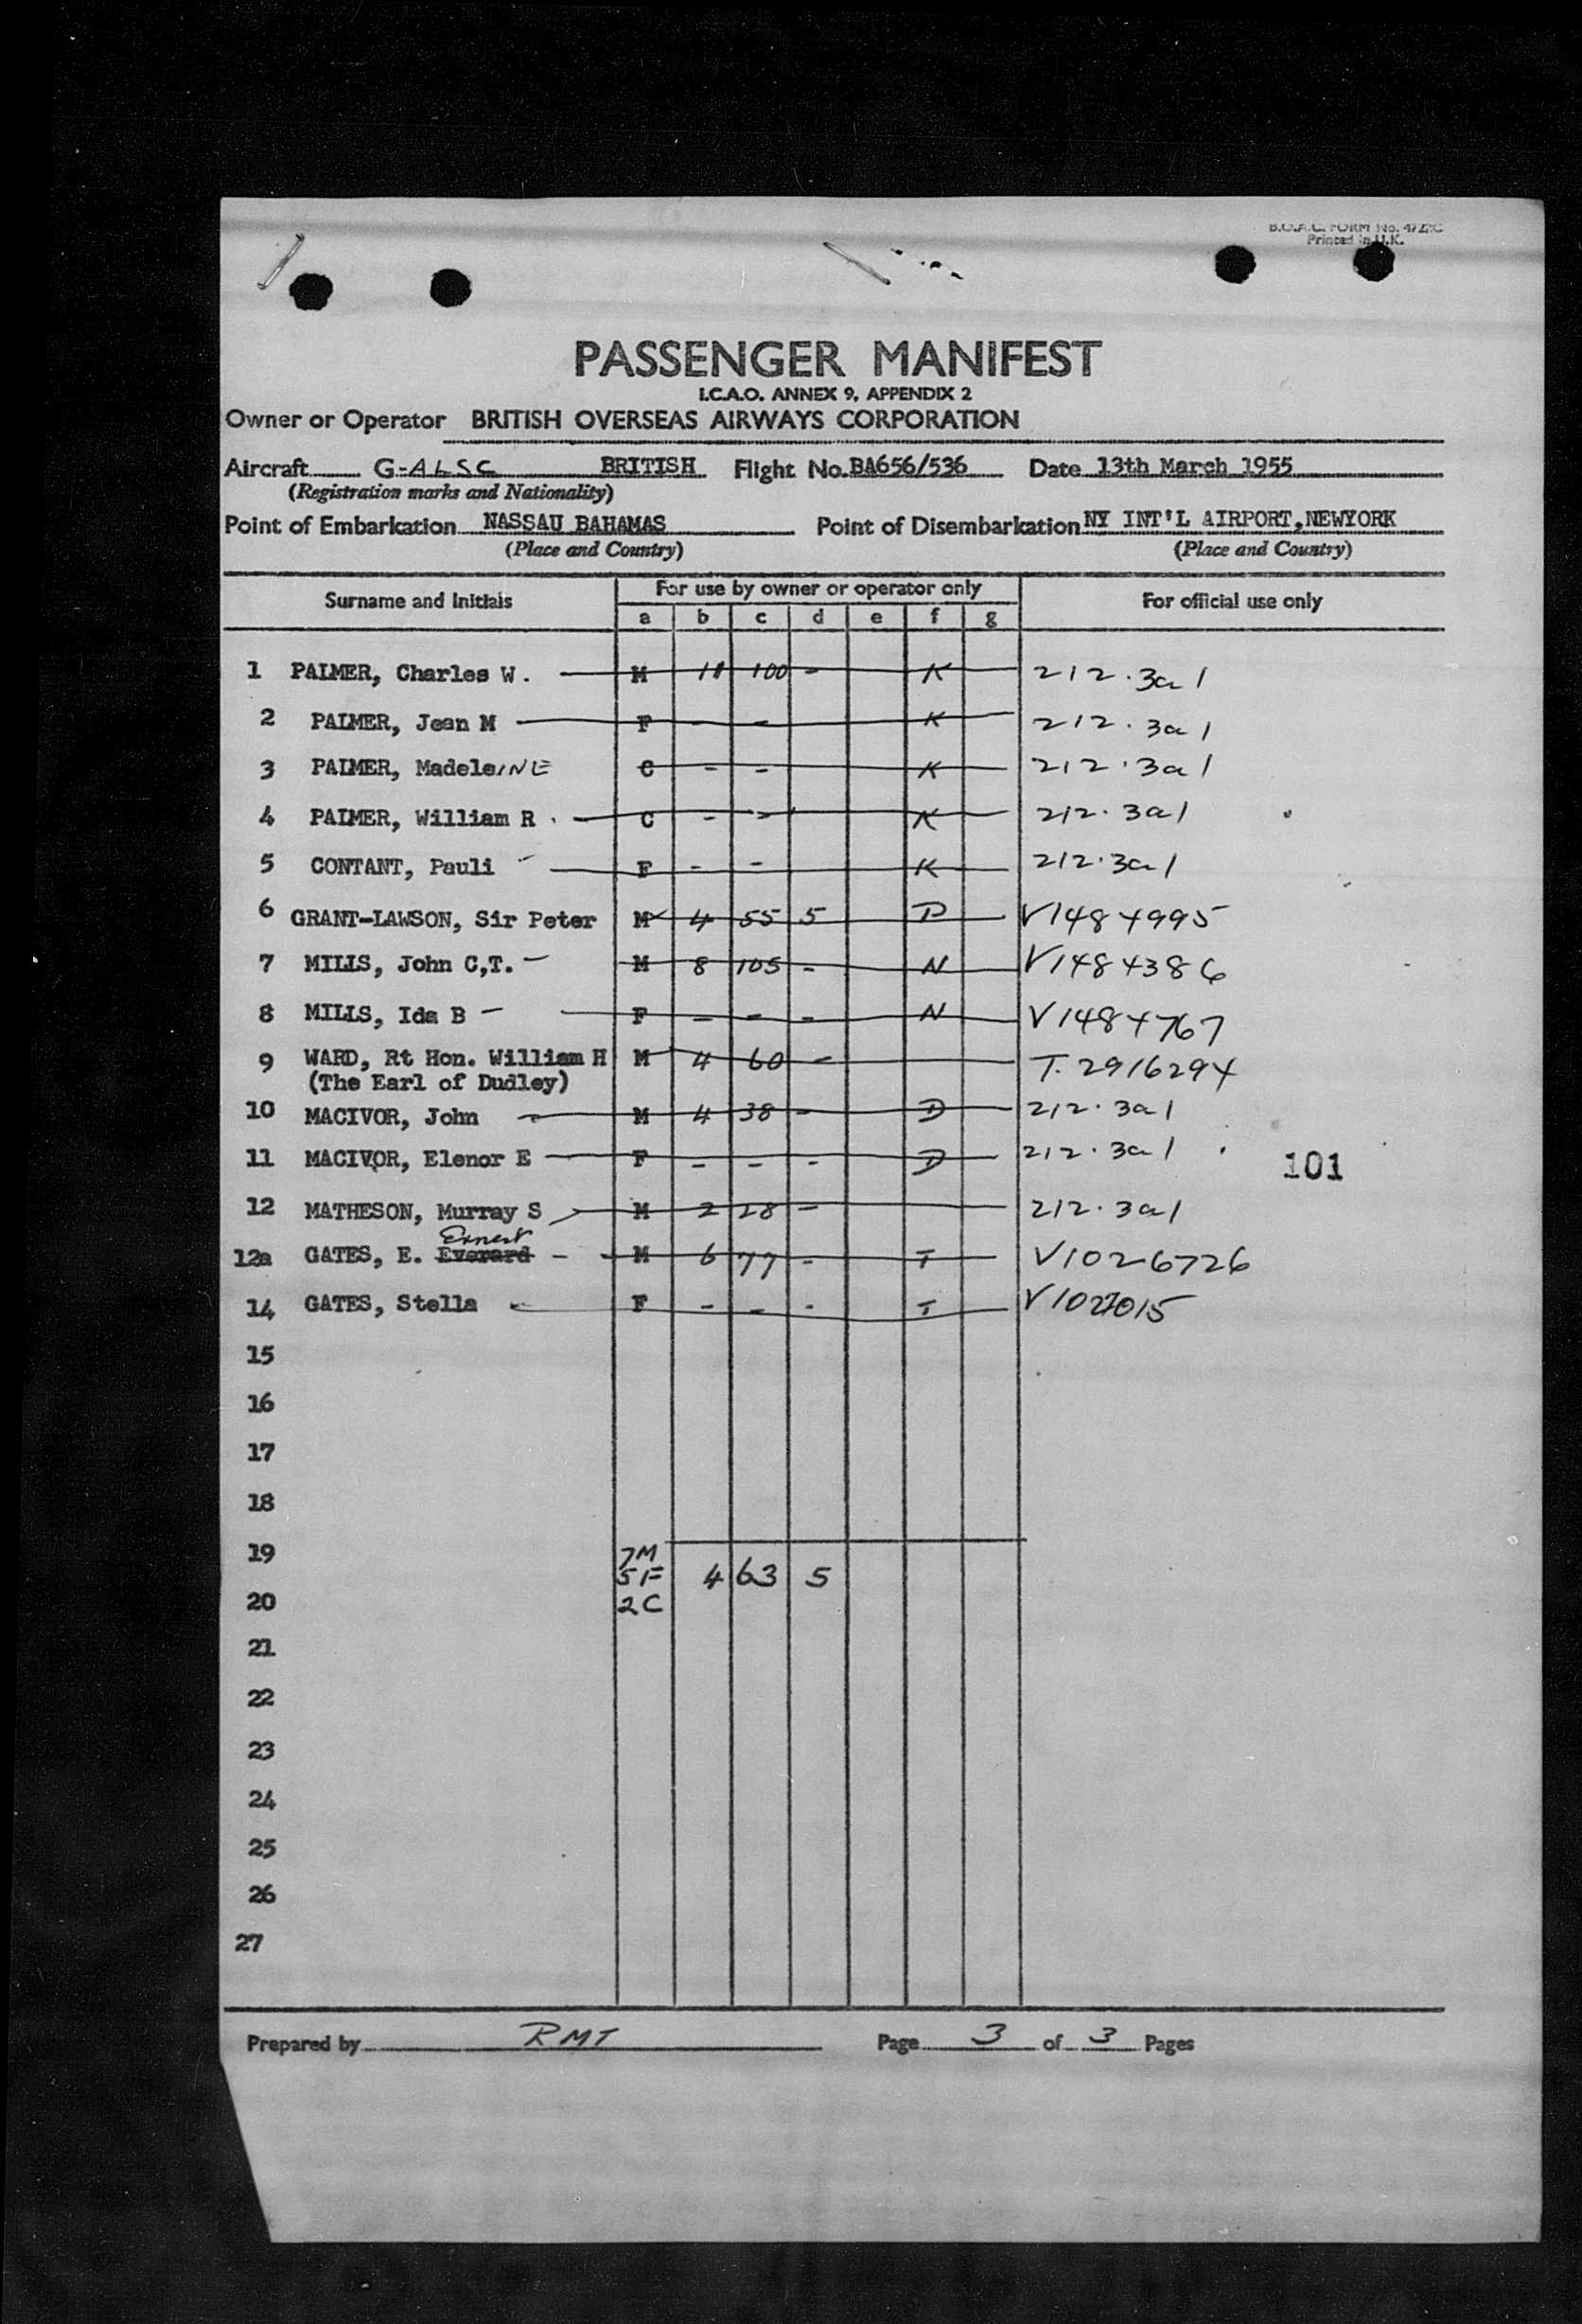 B.O.A.C. FORM No. 4722C
Printed in U.K.
PASSENGER MANIFEST
I.C.A.O. ANNEX 9, APPENDIX 2
Owner or Operator BRITISH OVERSEAS AIRWAYS CORPORATION
Aircraft G-ALSC BRITISH Flight No. BA656/536 Date 13th March 1955
(Registration marks and Nationality)
Point of Embarkation NASSAU BAHAMAS Point of Disembarkation NY INT'L AIRPORT, NEWYORK
(Place and Country) (Place and Country)
Surname and Initials For use by owner or operator only For official use only
a b c d e f g
1 PALMER, Charles W. M 11 100 - K 212.3a1
2 PALMER, Jean M F - - K 212.3a1
3 PALMER, MadeleINE C - - K 212.3a1
4 PALMER, William R. C - - K 212.3a1
5 CONTANT, Pauli F - - K 212.3a1
6 GRANT-LAWSON, Sir Peter M 4 55 5 D V1484995
7 MILLS, John C,T. - M 8 105 - N V1484386
8 MILLS, Ida B - F - - - N V1484767
9 WARD, Rt Hon. William H M 4 60 - T. 2916294
(The Earl of Dudley)
10 MACIVOR, John M 4 38 - D 212.3a1
11 MACIVOR, Elenor E F - - - D 212.3a1
101
12 MATHESON, Murray S M 2 28 - 212.3a1
Ernest
12a GATES, E. Everard - M 6 77 - T V1026726
14 GATES, Stella F - - - T V1027015
15
16
17
18
19 7M
5F 4 63 5
20 2C
21
22
23
24
25
26
27
Prepared by RMT Page 3 of 3 Pages